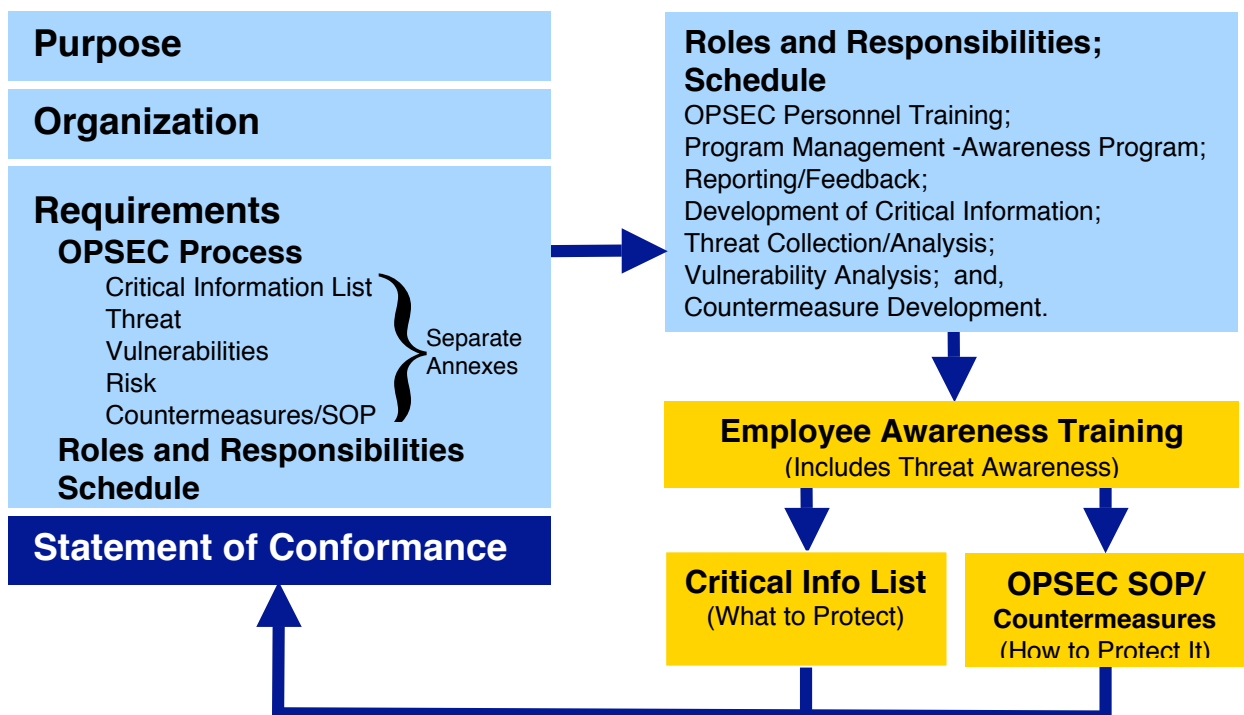 Purpose
Organization
Requirements
OPSEC Process
Critical Information List
Threat
Vulnerabilities
Risk
Countermeasures/SOP
Separate
Annexes
Roles and Responsibilities
Schedule
Statement of Conformance
Roles and Responsibilities;
Schedule
OPSEC Personnel Training;
Program Management -Awareness Program;
Reporting/Feedback;
Development of Critical Information;
Threat Collection/Analysis;
Vulnerability Analysis;  and,
Countermeasure Development.
Employee Awareness Training
(Includes Threat Awareness)
Critical Info List
(What to Protect)
OPSEC SOP/
Countermeasures
(How to Protect It)